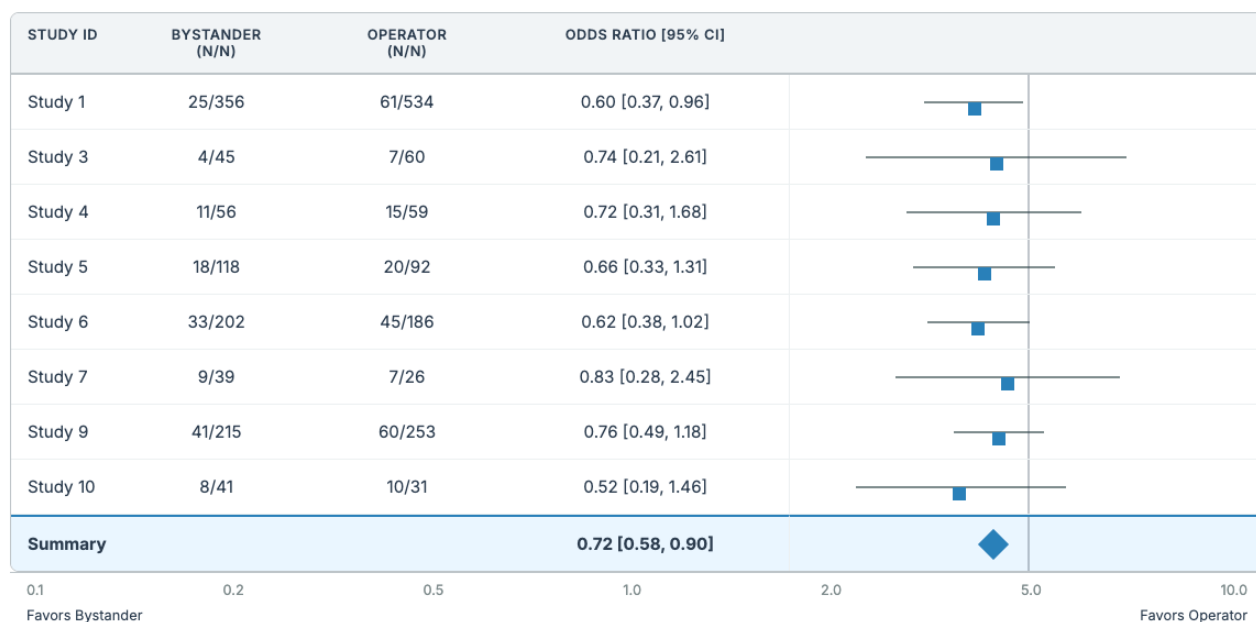 STUDY ID BYSTANDER (N/N) OPERATOR (N/N) ODDS RATIO [95% CI]
Study 1 25/356 61/534 0.60 [0.37, 0.96]
Study 3 4/45 7/60 0.74 [0.21, 2.61]
Study 4 11/56 15/59 0.72 [0.31, 1.68]
Study 5 18/118 20/92 0.66 [0.33, 1.31]
Study 6 33/202 45/186 0.62 [0.38, 1.02]
Study 7 9/39 7/26 0.83 [0.28, 2.45]
Study 9 41/215 60/253 0.76 [0.49, 1.18]
Study 10 8/41 10/31 0.52 [0.19, 1.46]
Summary 0.72 [0.58, 0.90]
0.1 0.2 0.5 1.0 2.0 5.0 10.0
Favors Bystander Favors Operator